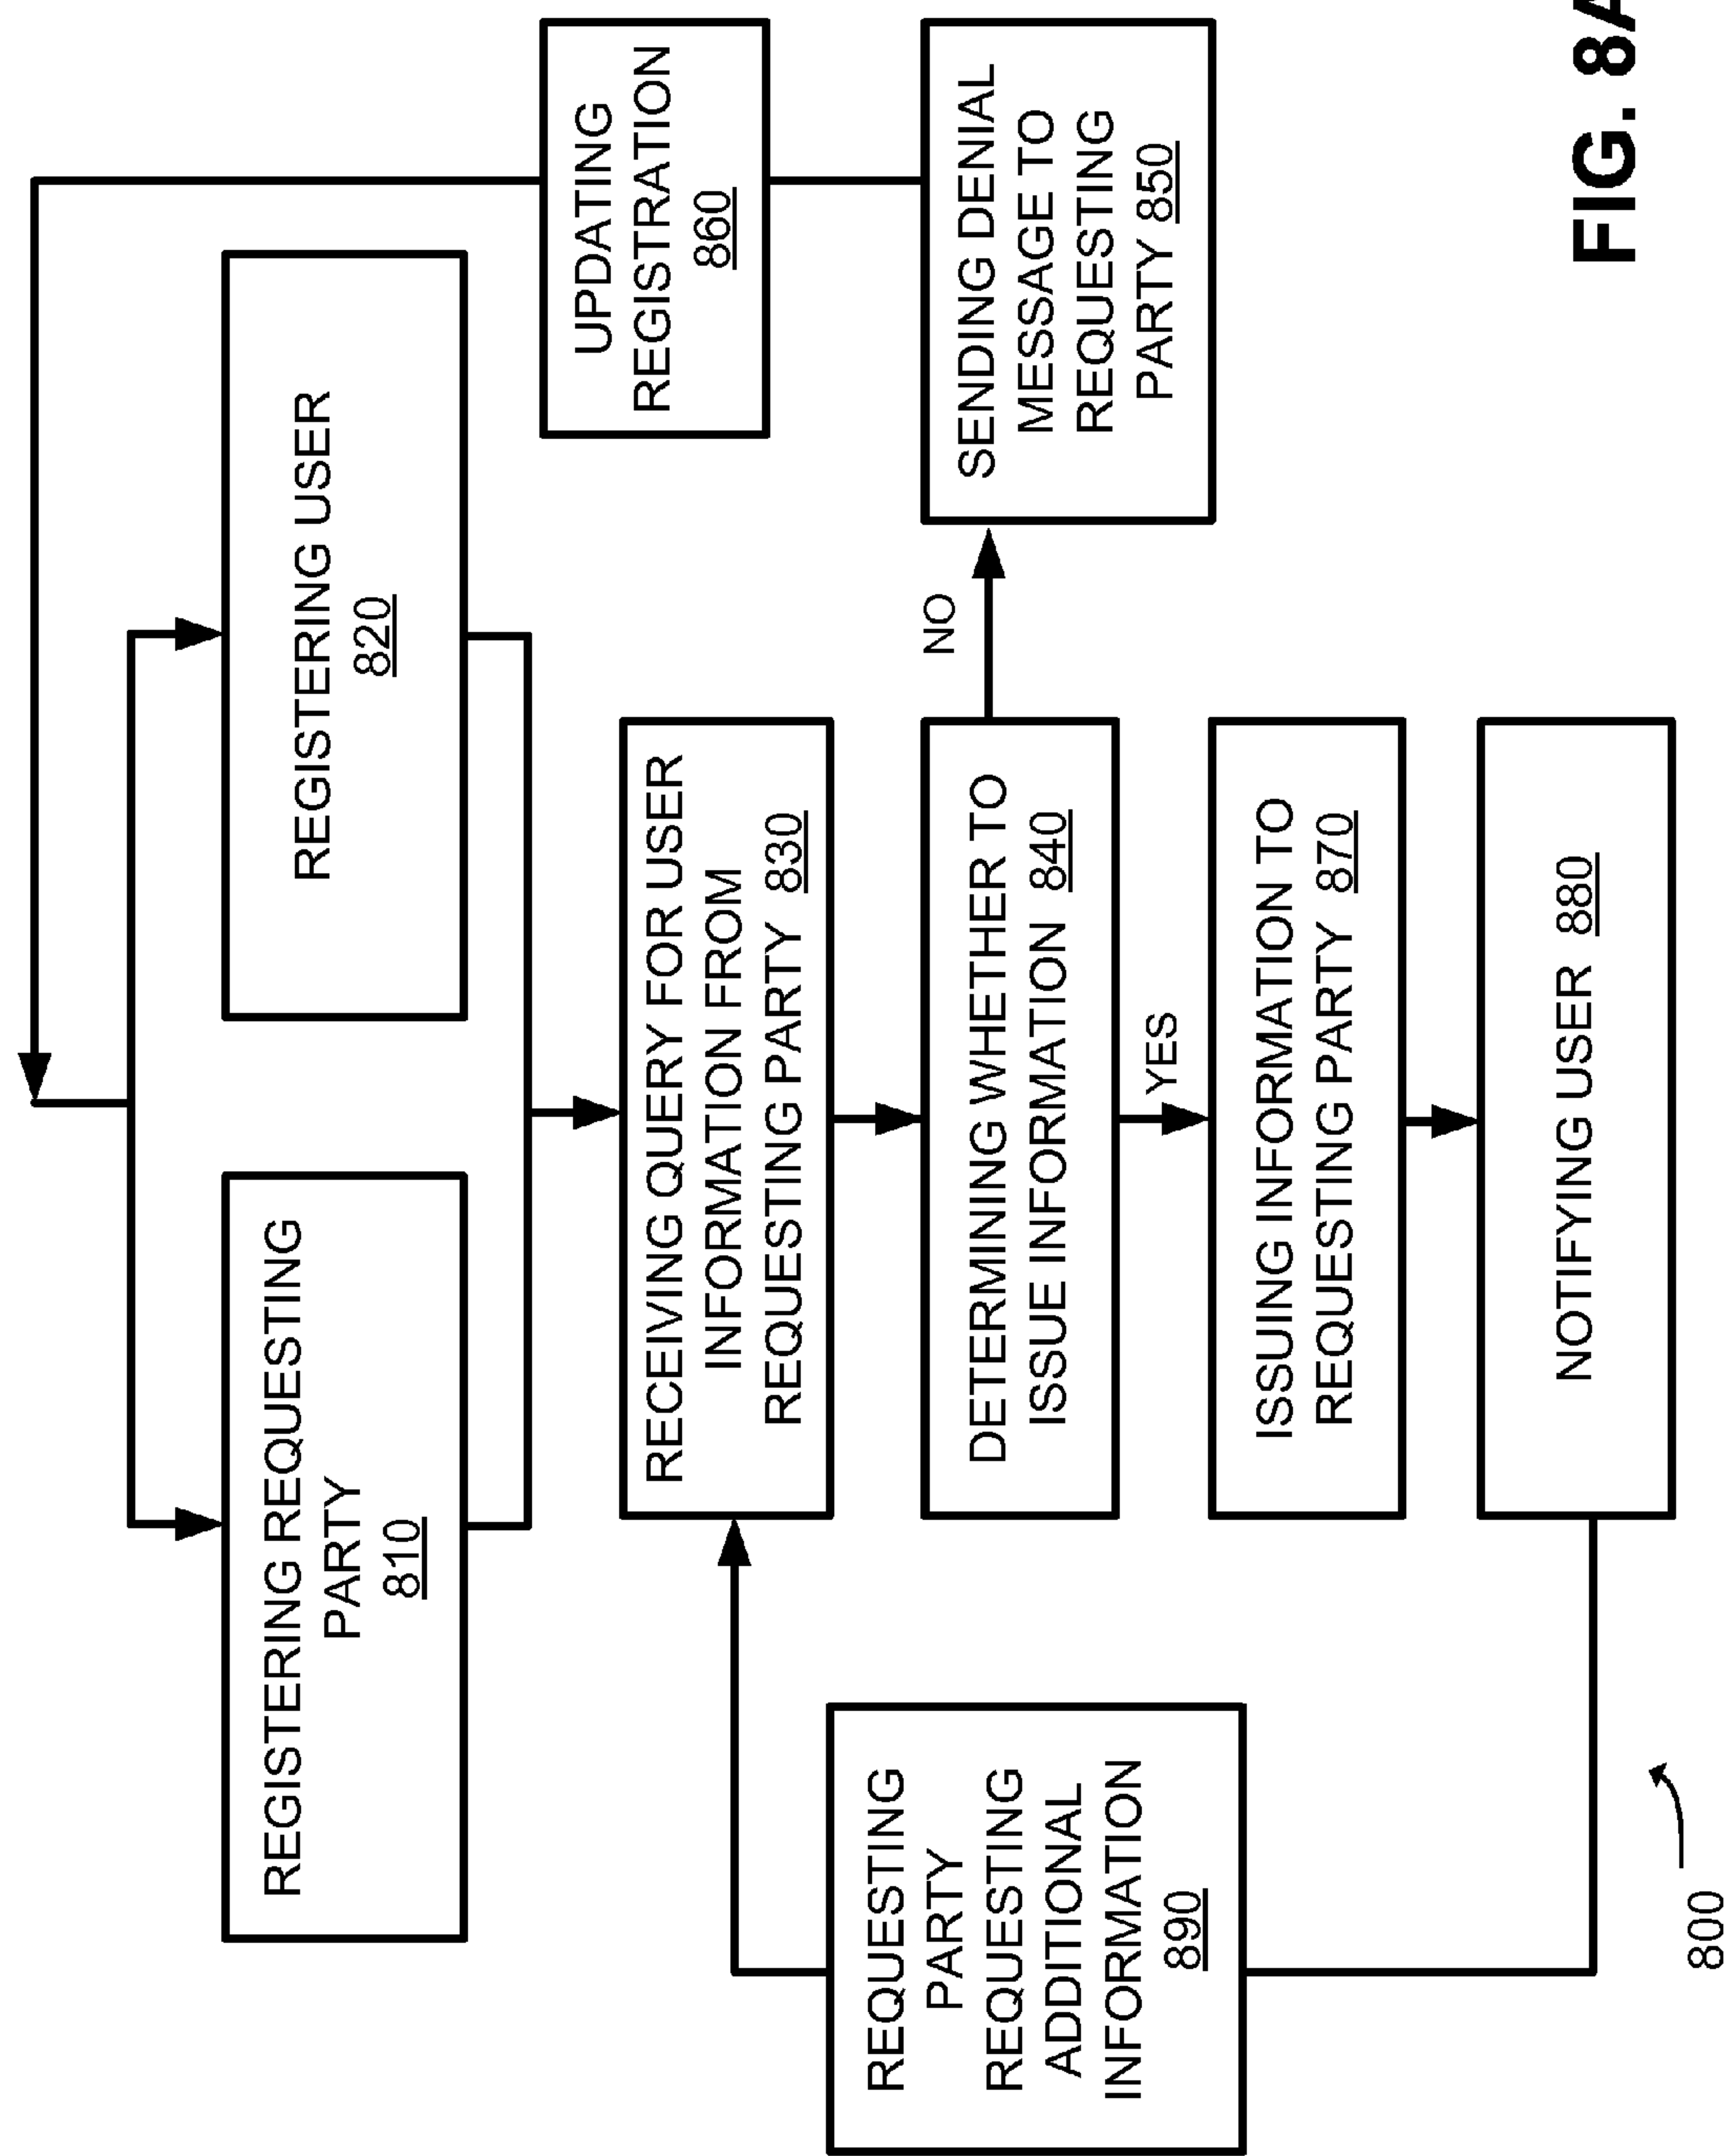 REGISTERING REQUESTING
PARTY
810
REGISTERING USER
820
UPDATING
REGISTRATION
860
RECEIVING QUERY FOR USER
INFORMATION FROM
REQUESTING PARTY 830
REQUESTING
PARTY
REQUESTING
ADDITIONAL
INFORMATION
890
DETERMINING WHETHER TO
ISSUE INFORMATION 840
NO
SENDING DENIAL
MESSAGE TO
REQUESTING
PARTY 850
YES
ISSUING INFORMATION TO
REQUESTING PARTY 870
NOTIFYING USER 880
800
FIG. 8A